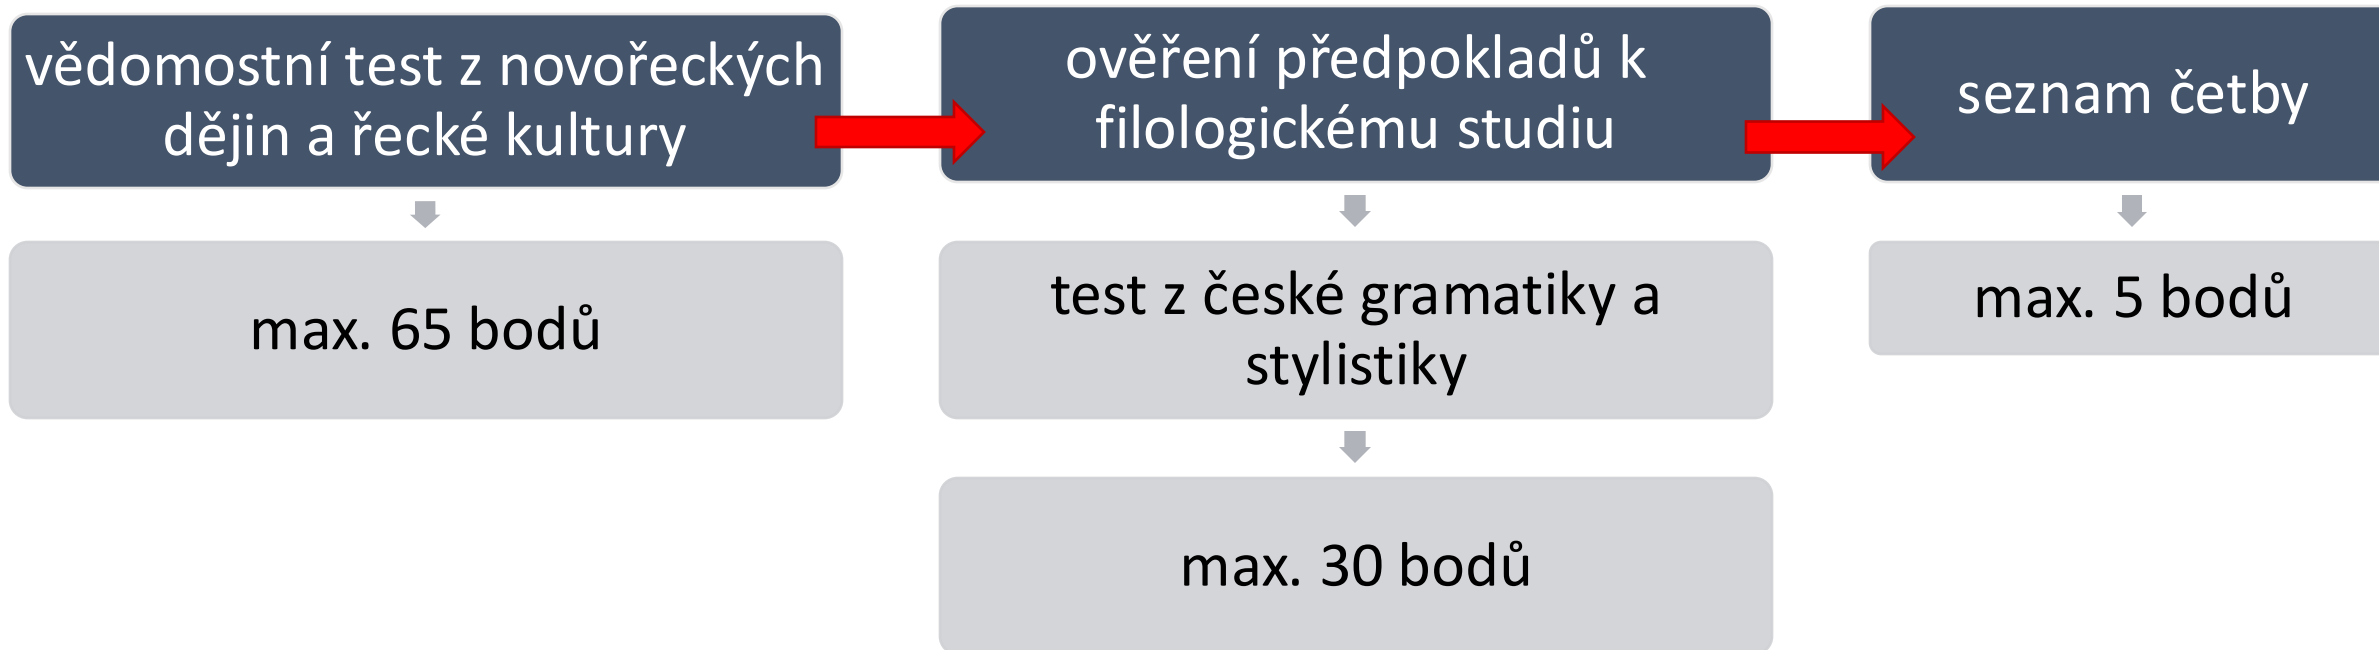 vědomostní test z novořeckých
dějin a řecké kultury
max. 65 bodů
ověření předpokladů k
filologickému studiu
test z české gramatiky a
stylistiky
max. 30 bodů
seznam četby
max. 5 bodů